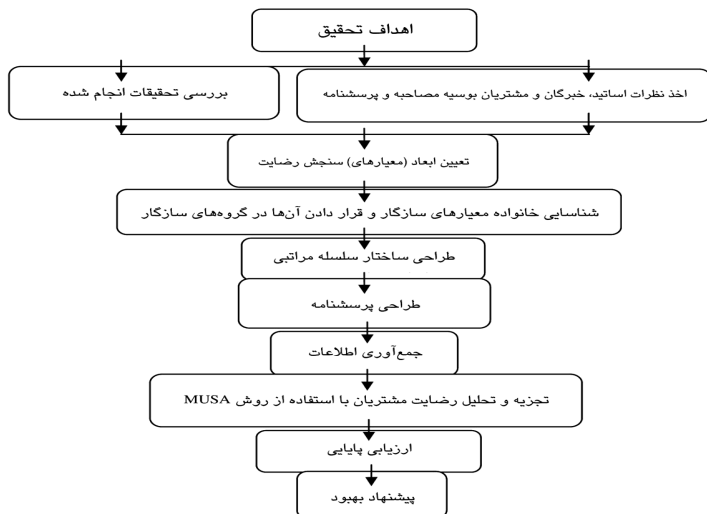 اهداف تحقیق
اخذ نظرات اساتید، خبرگان و مشتریان بوسیه مصاحبه و پرسشنامه
بررسی تحقیقات انجام شده
تعیین ابعاد (معیارهای) سنجش رضایت
شناسایی خانواده معیارهای سازگار و قرار دادن آن‌ها در گروه‌های سازگار
طراحی ساختار سلسله مراتبی
طراحی پرسشنامه
جمع‌آوری اطلاعات
تجزیه و تحلیل رضایت مشتریان با استفاده از روش MUSA
ارزیابی پایایی
پیشنهاد بهبود